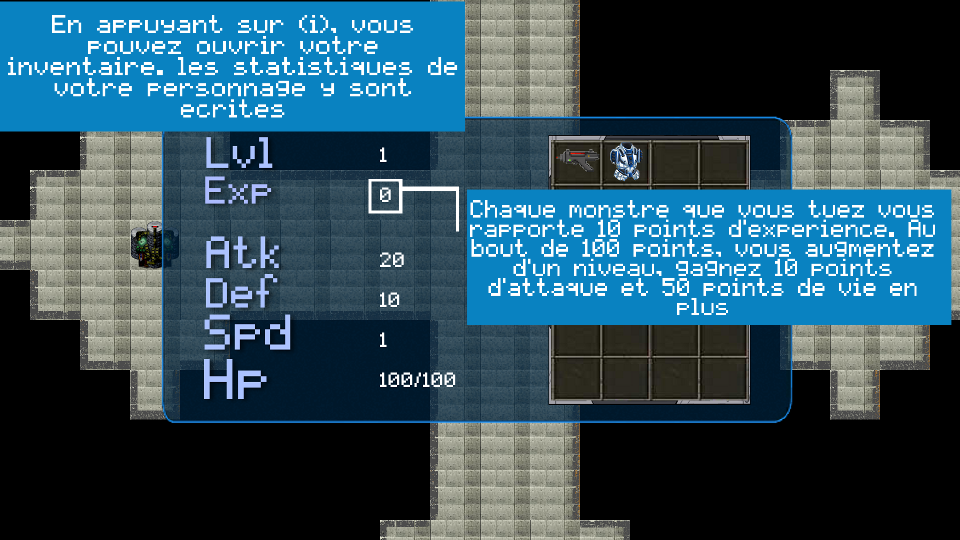 En appuyant sur (i), vous
pouvez ouvrir votre
inventaire. les statistiques de
votre personnage y sont
ecrites
Lvl 1
Exp 0
Chaque monstre que vous tuez vous
rapporte 10 points d'experience. Au
bout de 100 points, vous augmentez
d'un niveau, gagnez 10 points
d'attaque et 50 points de vie en
plus
Atk 20
Def 10
Spd 1
Hp 100/100